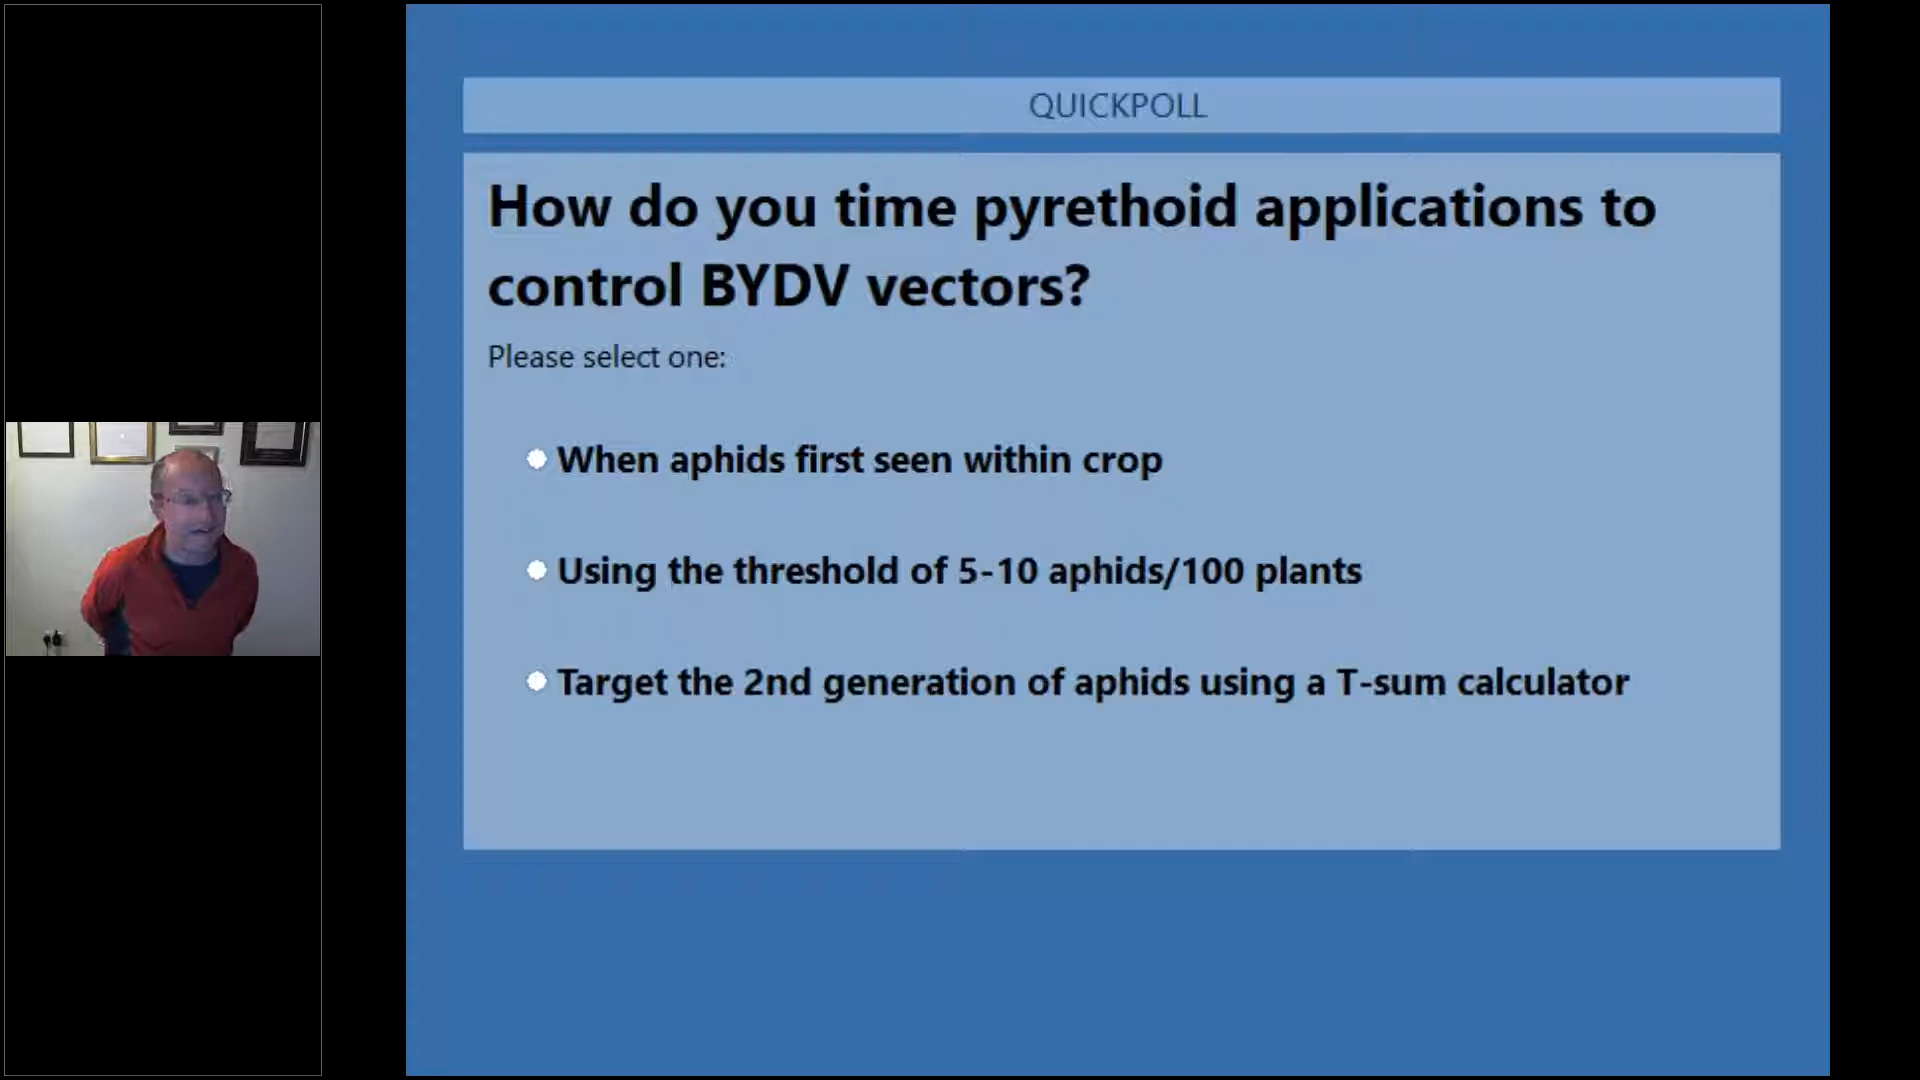 QUICKPOLL
How do you time pyrethoid applications to
control BYDV vectors?
Please select one:
When aphids first seen within crop
Using the threshold of 5-10 aphids/100 plants
Target the 2nd generation of aphids using a T-sum calculator